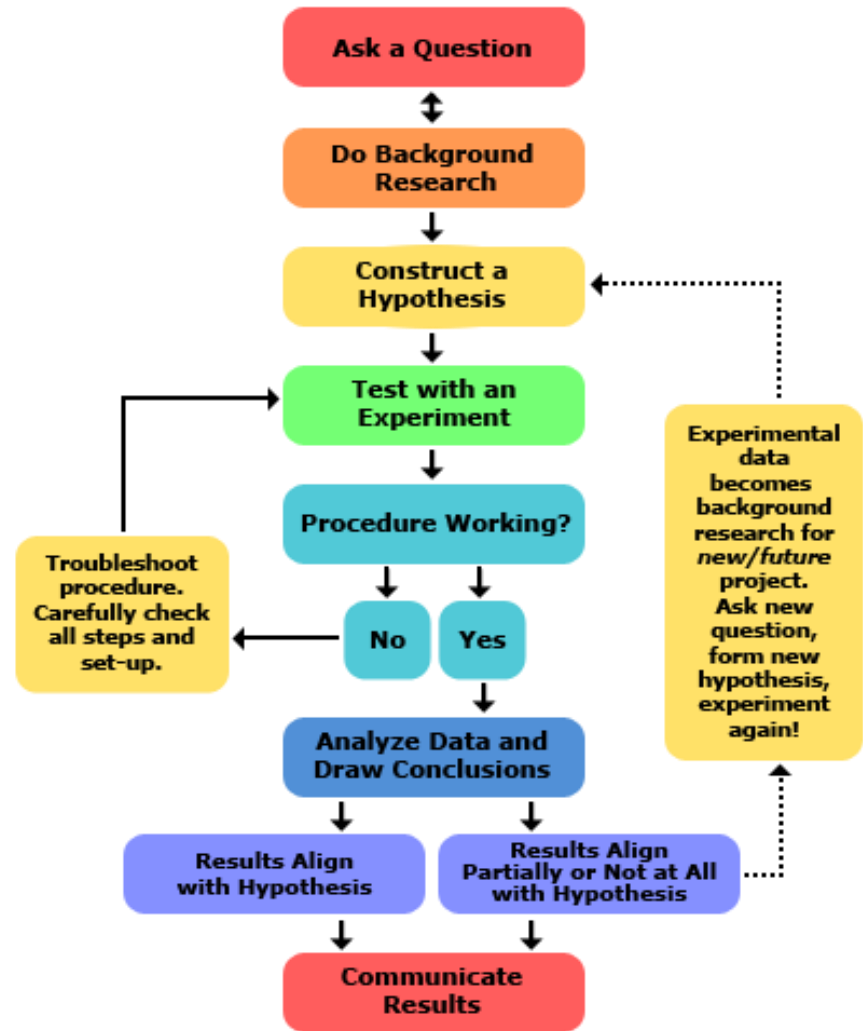 Ask a Question
Do Background
Research
Construct a
Hypothesis
Test with an
Experiment
Procedure Working?
No
Yes
Troubleshoot
procedure.
Carefully check
all steps and
set-up.
Experimental
data
becomes
background
research for
new/future
project.
Ask new
question,
form new
hypothesis,
experiment
again!
Analyze Data and
Draw Conclusions
Results Align
with Hypothesis
Results Align
Partially or Not at All
with Hypothesis
Communicate
Results